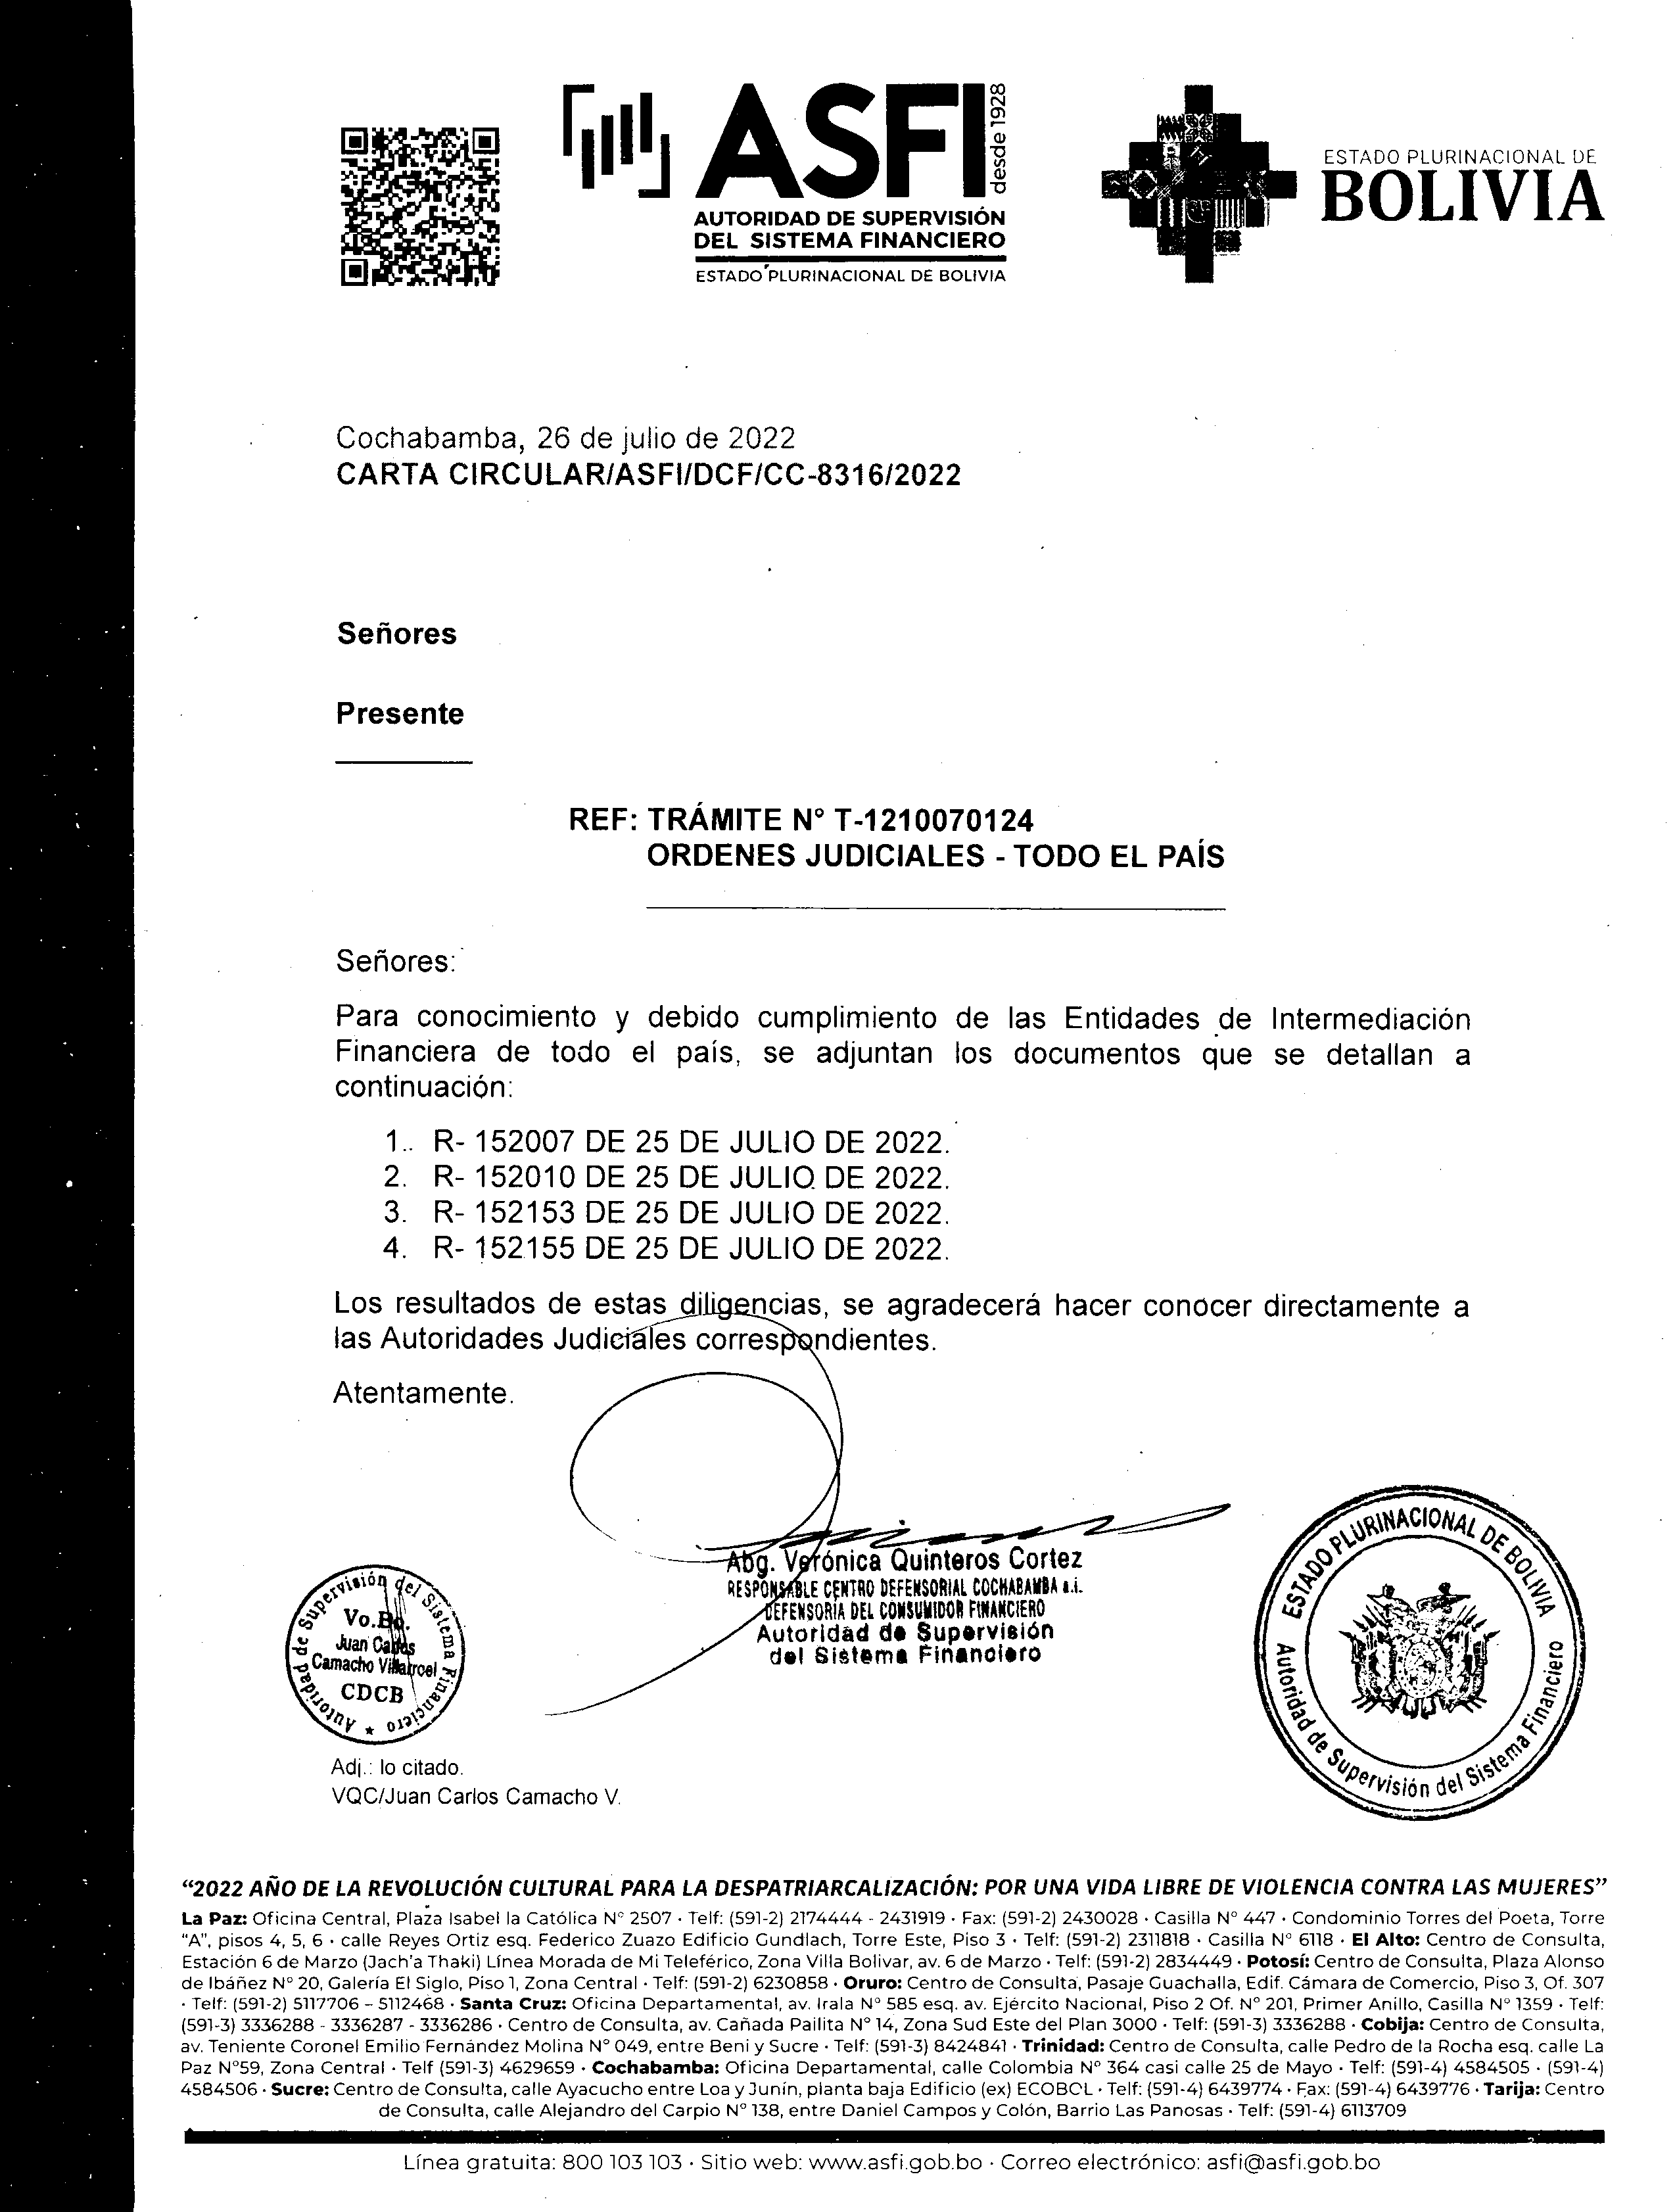 ASFI
desde 1928
AUTORIDAD DE SUPERVISIÓN
DEL SISTEMA FINANCIERO
ESTADO PLURINACIONAL DE BOLIVIA
ESTADO PLURINACIONAL DE
BOLIVIA
Cochabamba, 26 de julio de 2022
CARTA CIRCULAR/ASFI/DCF/CC-8316/2022
Señores
Presente
REF: TRÁMITE N° T-1210070124
ORDENES JUDICIALES - TODO EL PAÍS
Señores:
Para conocimiento y debido cumplimiento de las Entidades de Intermediación
Financiera de todo el país, se adjuntan los documentos que se detallan a
continuación:
1. R- 152007 DE 25 DE JULIO DE 2022.
2. R- 152010 DE 25 DE JULIO DE 2022.
3. R- 152153 DE 25 DE JULIO DE 2022.
4. R- 152155 DE 25 DE JULIO DE 2022.
Los resultados de estas diligencias, se agradecerá hacer conocer directamente a
las Autoridades Judiciales correspondientes.
Atentamente.
Abg. Verónica Quinteros Cortez
RESPONSABLE CENTRO DEFENSORIAL COCHABAMBA a.i.
DEFENSORIA DEL CONSUMIDOR FINANCIERO
Autoridad de Supervisión
del Sistema Financiero
Autoridad de Supervisión del Sistema Financiero
Vo.Bo.
Juan Carlos
Camacho Villarroel
CDCB
ESTADO PLURINACIONAL DE BOLIVIA
Autoridad de Supervisión del Sistema Financiero
Adj.: lo citado.
VQC/Juan Carlos Camacho V.
“2022 AÑO DE LA REVOLUCIÓN CULTURAL PARA LA DESPATRIARCALIZACIÓN: POR UNA VIDA LIBRE DE VIOLENCIA CONTRA LAS MUJERES”
La Paz: Oficina Central, Plaza Isabel la Católica N° 2507 · Telf: (591-2) 2174444 - 2431919 · Fax: (591-2) 2430028 · Casilla N° 447 · Condominio Torres del Poeta, Torre
“A”, pisos 4, 5, 6 · calle Reyes Ortiz esq. Federico Zuazo Edificio Gundlach, Torre Este, Piso 3 · Telf: (591-2) 2311818 · Casilla N° 6118 · El Alto: Centro de Consulta,
Estación 6 de Marzo (Jach’a Thaki) Línea Morada de Mi Teleférico, Zona Villa Bolivar, av. 6 de Marzo · Telf: (591-2) 2834449 · Potosí: Centro de Consulta, Plaza Alonso
de Ibáñez N° 20, Galería El Siglo, Piso 1, Zona Central · Telf: (591-2) 6230858 · Oruro: Centro de Consulta, Pasaje Guachalla, Edif. Cámara de Comercio, Piso 3, Of. 307
· Telf: (591-2) 5117706 – 5112468 · Santa Cruz: Oficina Departamental, av. Irala N° 585 esq. av. Ejército Nacional, Piso 2 Of. N° 201, Primer Anillo, Casilla N° 1359 · Telf:
(591-3) 3336288 - 3336287 - 3336286 · Centro de Consulta, av. Cañada Pailita N° 14, Zona Sud Este del Plan 3000 · Telf: (591-3) 3336288 · Cobija: Centro de Consulta,
av. Teniente Coronel Emilio Fernández Molina N° 049, entre Beni y Sucre · Telf: (591-3) 8424841 · Trinidad: Centro de Consulta, calle Pedro de la Rocha esq. calle La
Paz N°59, Zona Central · Telf (591-3) 4629659 · Cochabamba: Oficina Departamental, calle Colombia N° 364 casi calle 25 de Mayo · Telf: (591-4) 4584505 · (591-4)
4584506 · Sucre: Centro de Consulta, calle Ayacucho entre Loa y Junín, planta baja Edificio (ex) ECOBOL · Telf: (591-4) 6439774 · Fax: (591-4) 6439776 · Tarija: Centro
de Consulta, calle Alejandro del Carpio N° 138, entre Daniel Campos y Colón, Barrio Las Panosas · Telf: (591-4) 6113709
Línea gratuita: 800 103 103 · Sitio web: www.asfi.gob.bo · Correo electrónico: asfi@asfi.gob.bo